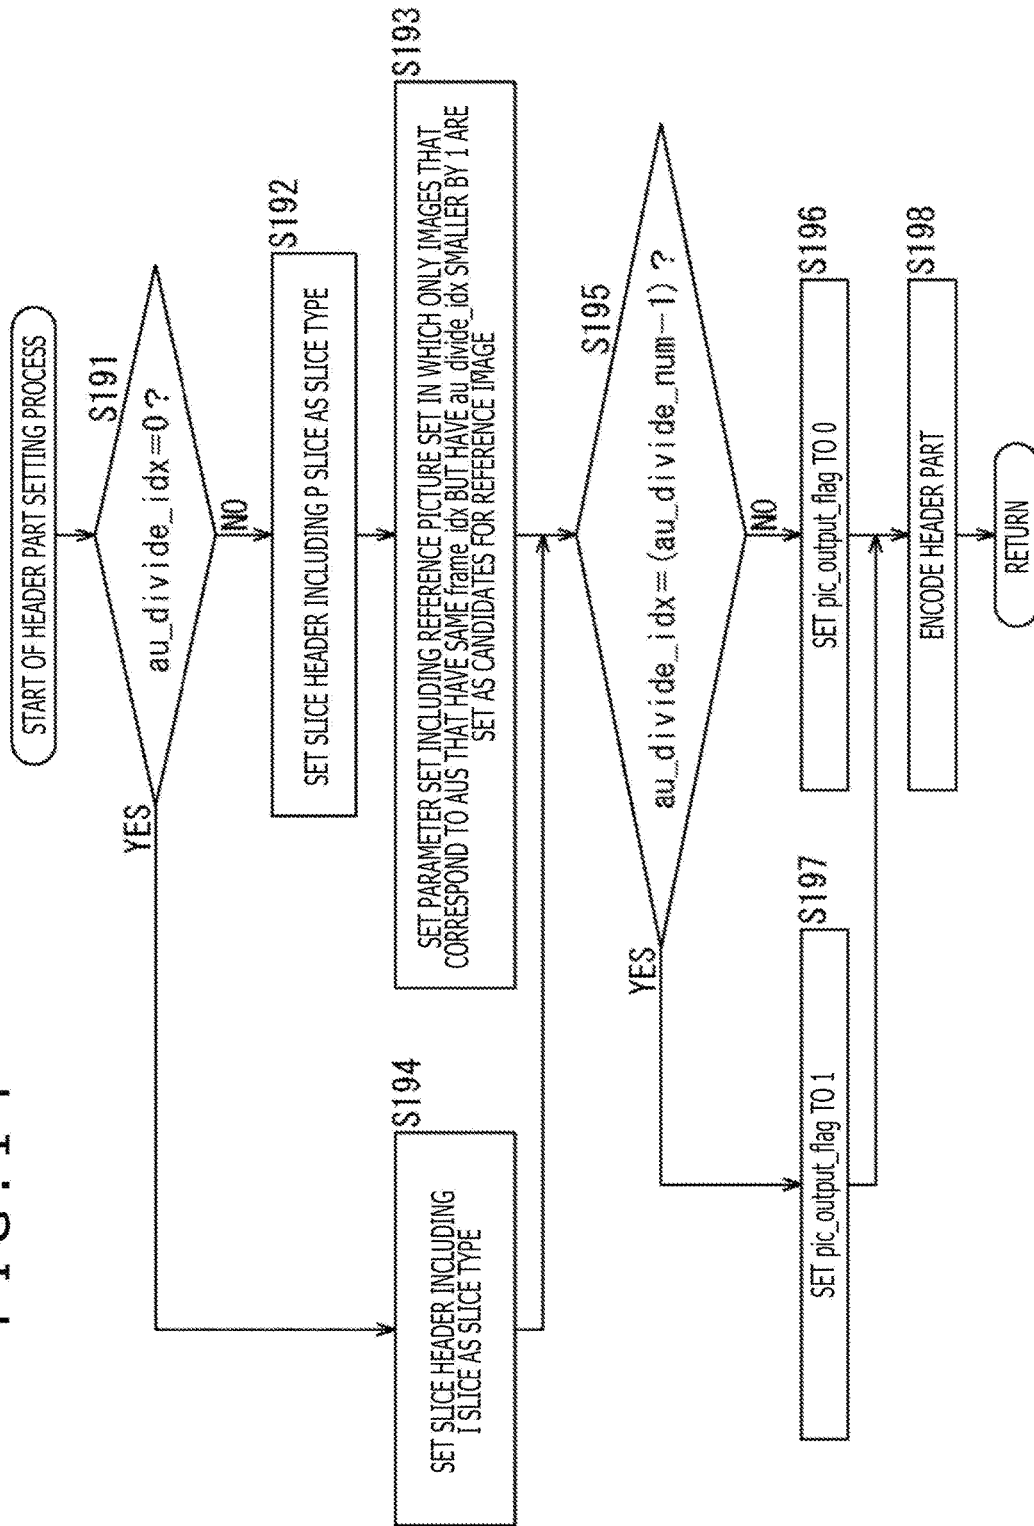 START OF HEADER PART SETTING PROCESS
S191
au_divide_idx=0?
YES
NO
S192
SET SLICE HEADER INCLUDING P SLICE AS SLICE TYPE
S193
SET PARAMETER SET INCLUDING REFERENCE PICTURE SET IN WHICH ONLY IMAGES THAT
CORRESPOND TO AUS THAT HAVE SAME frame_idx BUT HAVE au_divide_idx SMALLER BY 1 ARE
SET AS CANDIDATES FOR REFERENCE IMAGE
S194
SET SLICE HEADER INCLUDING
I SLICE AS SLICE TYPE
S195
au_divide_idx=(au_divide_num-1)?
YES
NO
S196
SET pic_output_flag TO 0
S197
SET pic_output_flag TO 1
S198
ENCODE HEADER PART
RETURN